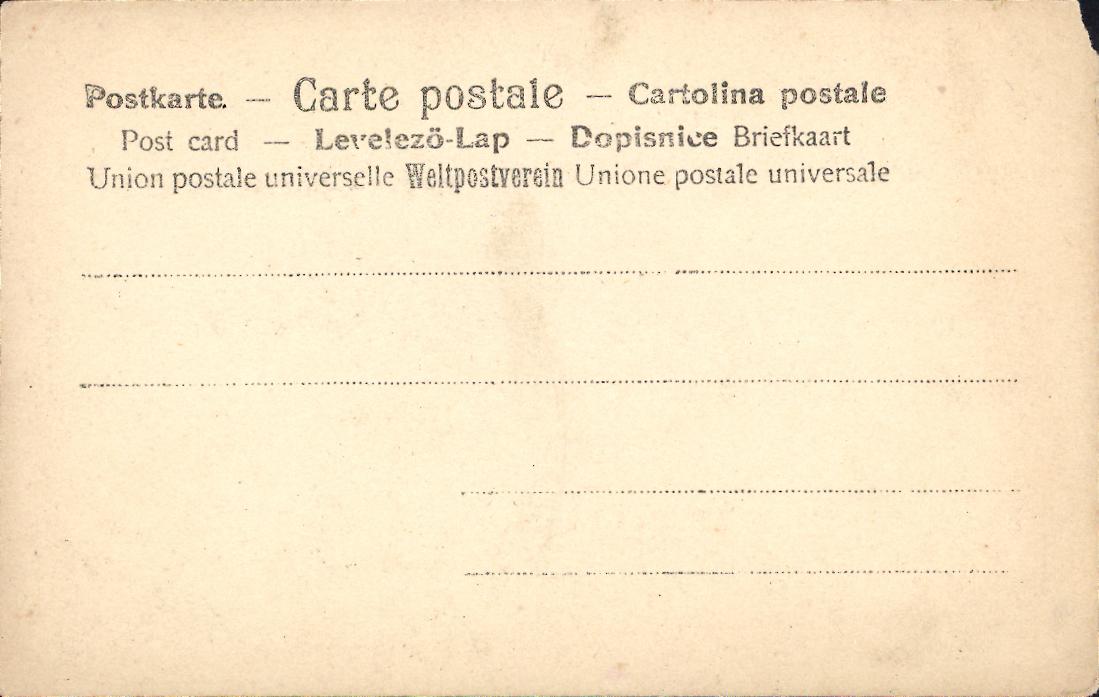 Postkarte. — Carte postale — Cartolina postale
Post card — Levelező-Lap — Dopisnice Briefkaart
Union postale universelle Weltpostverein Unione postale universale